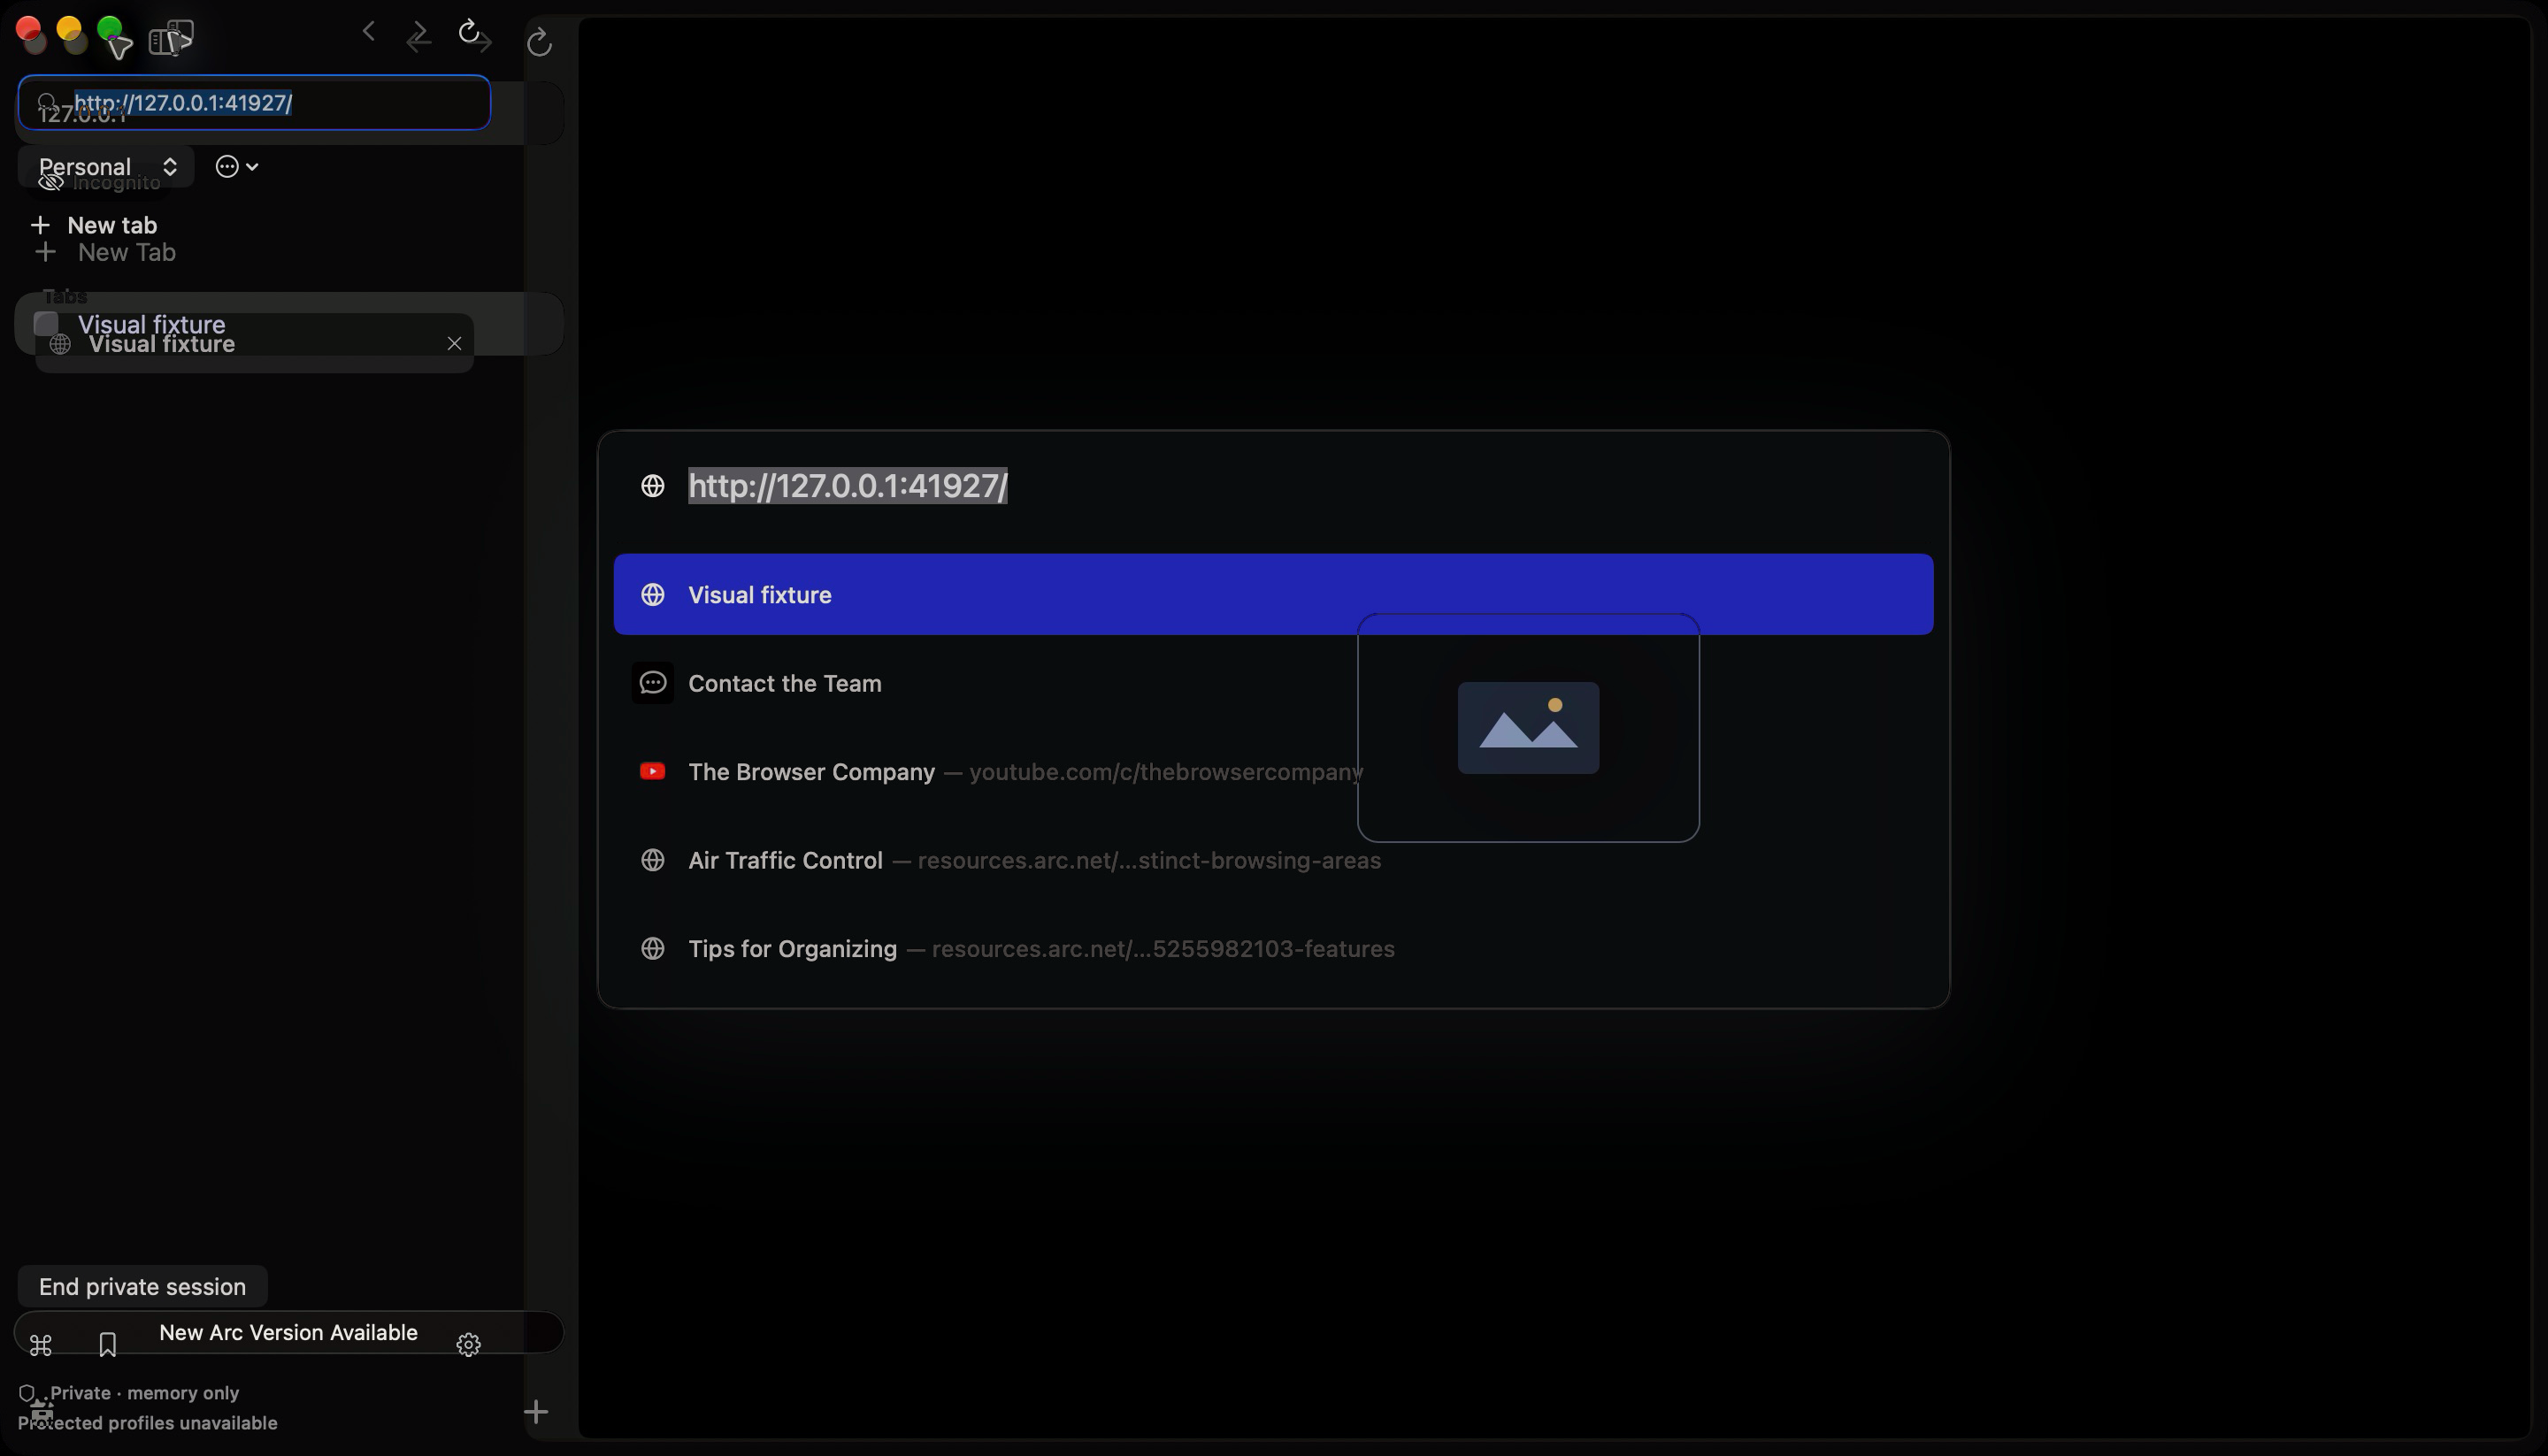 http://127.0.0.1:41927/
127.0.0.1
Personal
Incognito
New tab
New Tab
Tabs
Visual fixture
Visual fixture
http://127.0.0.1:41927/
Visual fixture
Contact the Team
The Browser Company — youtube.com/c/thebrowsercompany
Air Traffic Control — resources.arc.net/...stinct-browsing-areas
Tips for Organizing — resources.arc.net/...5255982103-features
End private session
New Arc Version Available
Private · memory only
Protected profiles unavailable